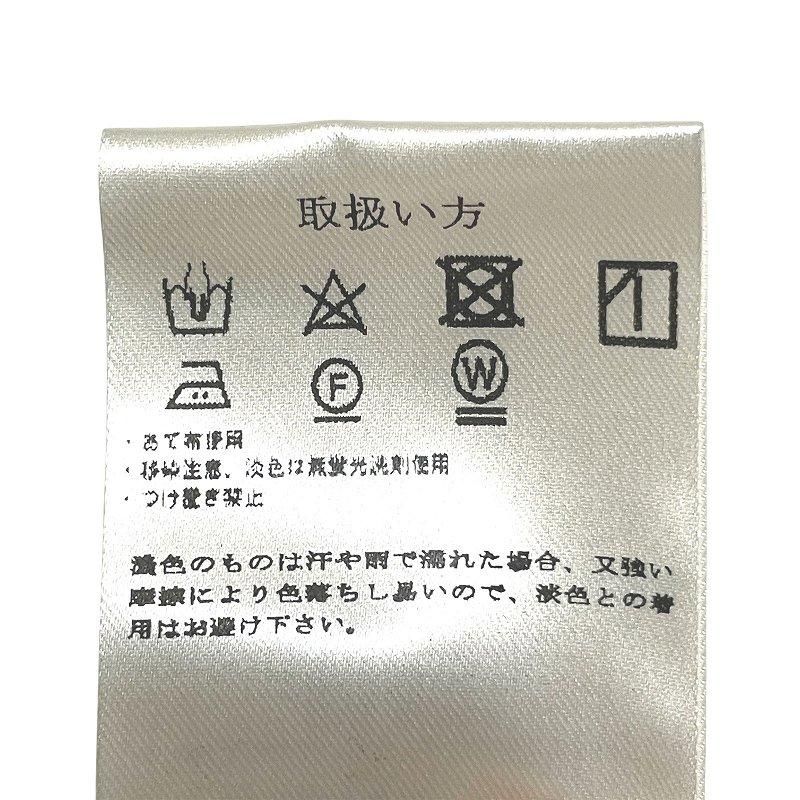 取扱い方
F
W
・あて布使用
・移染注意、淡色は無蛍光洗剤使用
・つけ置き禁止
濃色のものは汗や雨で濡れた場合、又強い
摩擦により色落ちし易いので、淡色との着
用はお避け下さい。